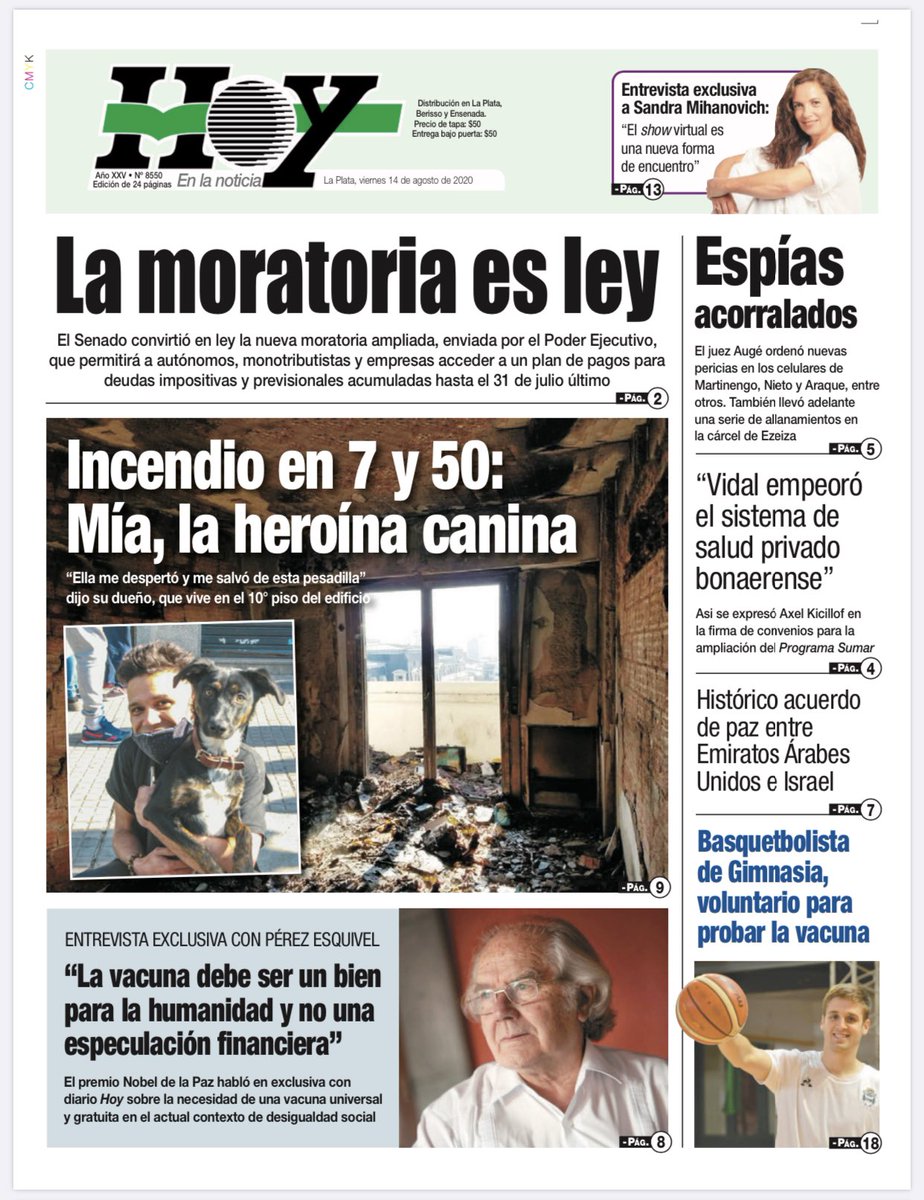 CMYK
Hoy
En la noticia
Año XXV • N° 8550
Edición de 24 páginas
La Plata, viernes 14 de agosto de 2020
Distribución en La Plata,
Berisso y Ensenada.
Precio de tapa: $50
Entrega bajo puerta: $50
Entrevista exclusiva
a Sandra Mihanovich:
“El show virtual es
una nueva forma
de encuentro”
-PÁG. 13
La moratoria es ley
El Senado convirtió en ley la nueva moratoria ampliada, enviada por el Poder Ejecutivo,
que permitirá a autónomos, monotributistas y empresas acceder a un plan de pagos para
deudas impositivas y previsionales acumuladas hasta el 31 de julio último
-PÁG. 2
Incendio en 7 y 50:
Mía, la heroína canina
“Ella me despertó y me salvó de esta pesadilla”
dijo su dueño, que vive en el 10° piso del edificio
-PÁG. 9
ENTREVISTA EXCLUSIVA CON PÉREZ ESQUIVEL
“La vacuna debe ser un bien
para la humanidad y no una
especulación financiera”
El premio Nobel de la Paz habló en exclusiva con
diario Hoy sobre la necesidad de una vacuna universal
y gratuita en el actual contexto de desigualdad social
-PÁG. 8
Espías
acorralados
El juez Augé ordenó nuevas
pericias en los celulares de
Martinengo, Nieto y Araque, entre
otros. También llevó adelante
una serie de allanamientos en
la cárcel de Ezeiza
-PÁG. 5
“Vidal empeoró
el sistema de
salud privado
bonaerense”
Asi se expresó Axel Kicillof en
la firma de convenios para la
ampliación del Programa Sumar
-PÁG. 4
Histórico acuerdo
de paz entre
Emiratos Árabes
Unidos e Israel
-PÁG. 7
Basquetbolista
de Gimnasia,
voluntario para
probar la vacuna
-PÁG. 18